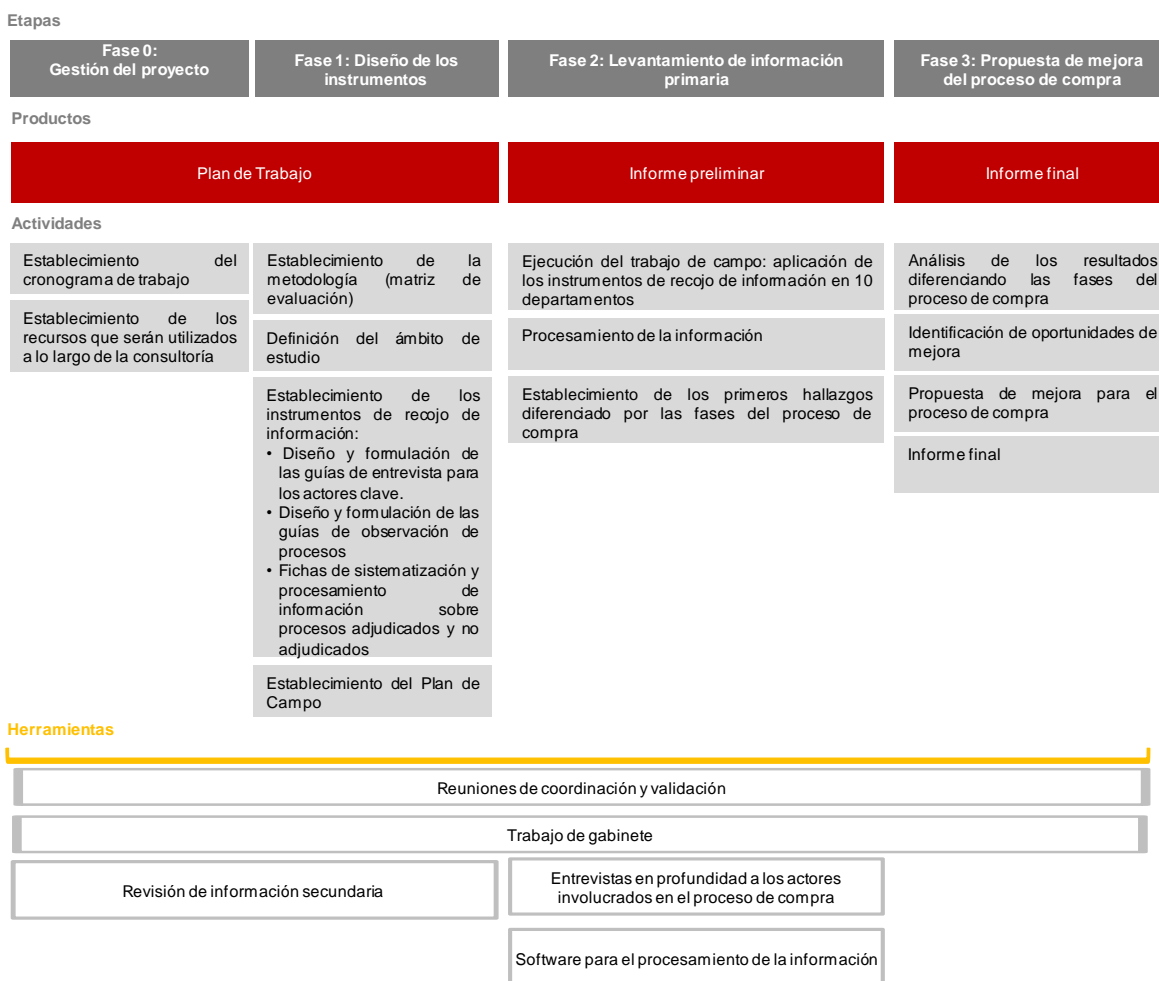 Etapas
Fase 0:
Gestión del proyecto
Fase 1: Diseño de los
instrumentos
Fase 2: Levantamiento de información
primaria
Fase 3: Propuesta de mejora
del proceso de compra
Productos
Plan de Trabajo
Informe preliminar
Informe final
Actividades
Establecimiento del
cronograma de trabajo
Establecimiento de los
recursos que serán utilizados
a lo largo de la consultoría
Establecimiento de la
metodología (matriz de
evaluación)
Definición del ámbito de
estudio
Establecimiento de los
instrumentos de recojo de
información:
• Diseño y formulación de
las guías de entrevista para
los actores clave.
• Diseño y formulación de las
guías de observación de
procesos
• Fichas de sistematización y
procesamiento de
información sobre
procesos adjudicados y no
adjudicados
Establecimiento del Plan de
Campo
Ejecución del trabajo de campo: aplicación de
los instrumentos de recojo de información en 10
departamentos
Procesamiento de la información
Establecimiento de los primeros hallazgos
diferenciado por las fases del proceso de
compra
Análisis de los resultados
diferenciando las fases del
proceso de compra
Identificación de oportunidades de
mejora
Propuesta de mejora para el
proceso de compra
Informe final
Herramientas
Reuniones de coordinación y validación
Trabajo de gabinete
Revisión de información secundaria
Entrevistas en profundidad a los actores
involucrados en el proceso de compra
Software para el procesamiento de la información